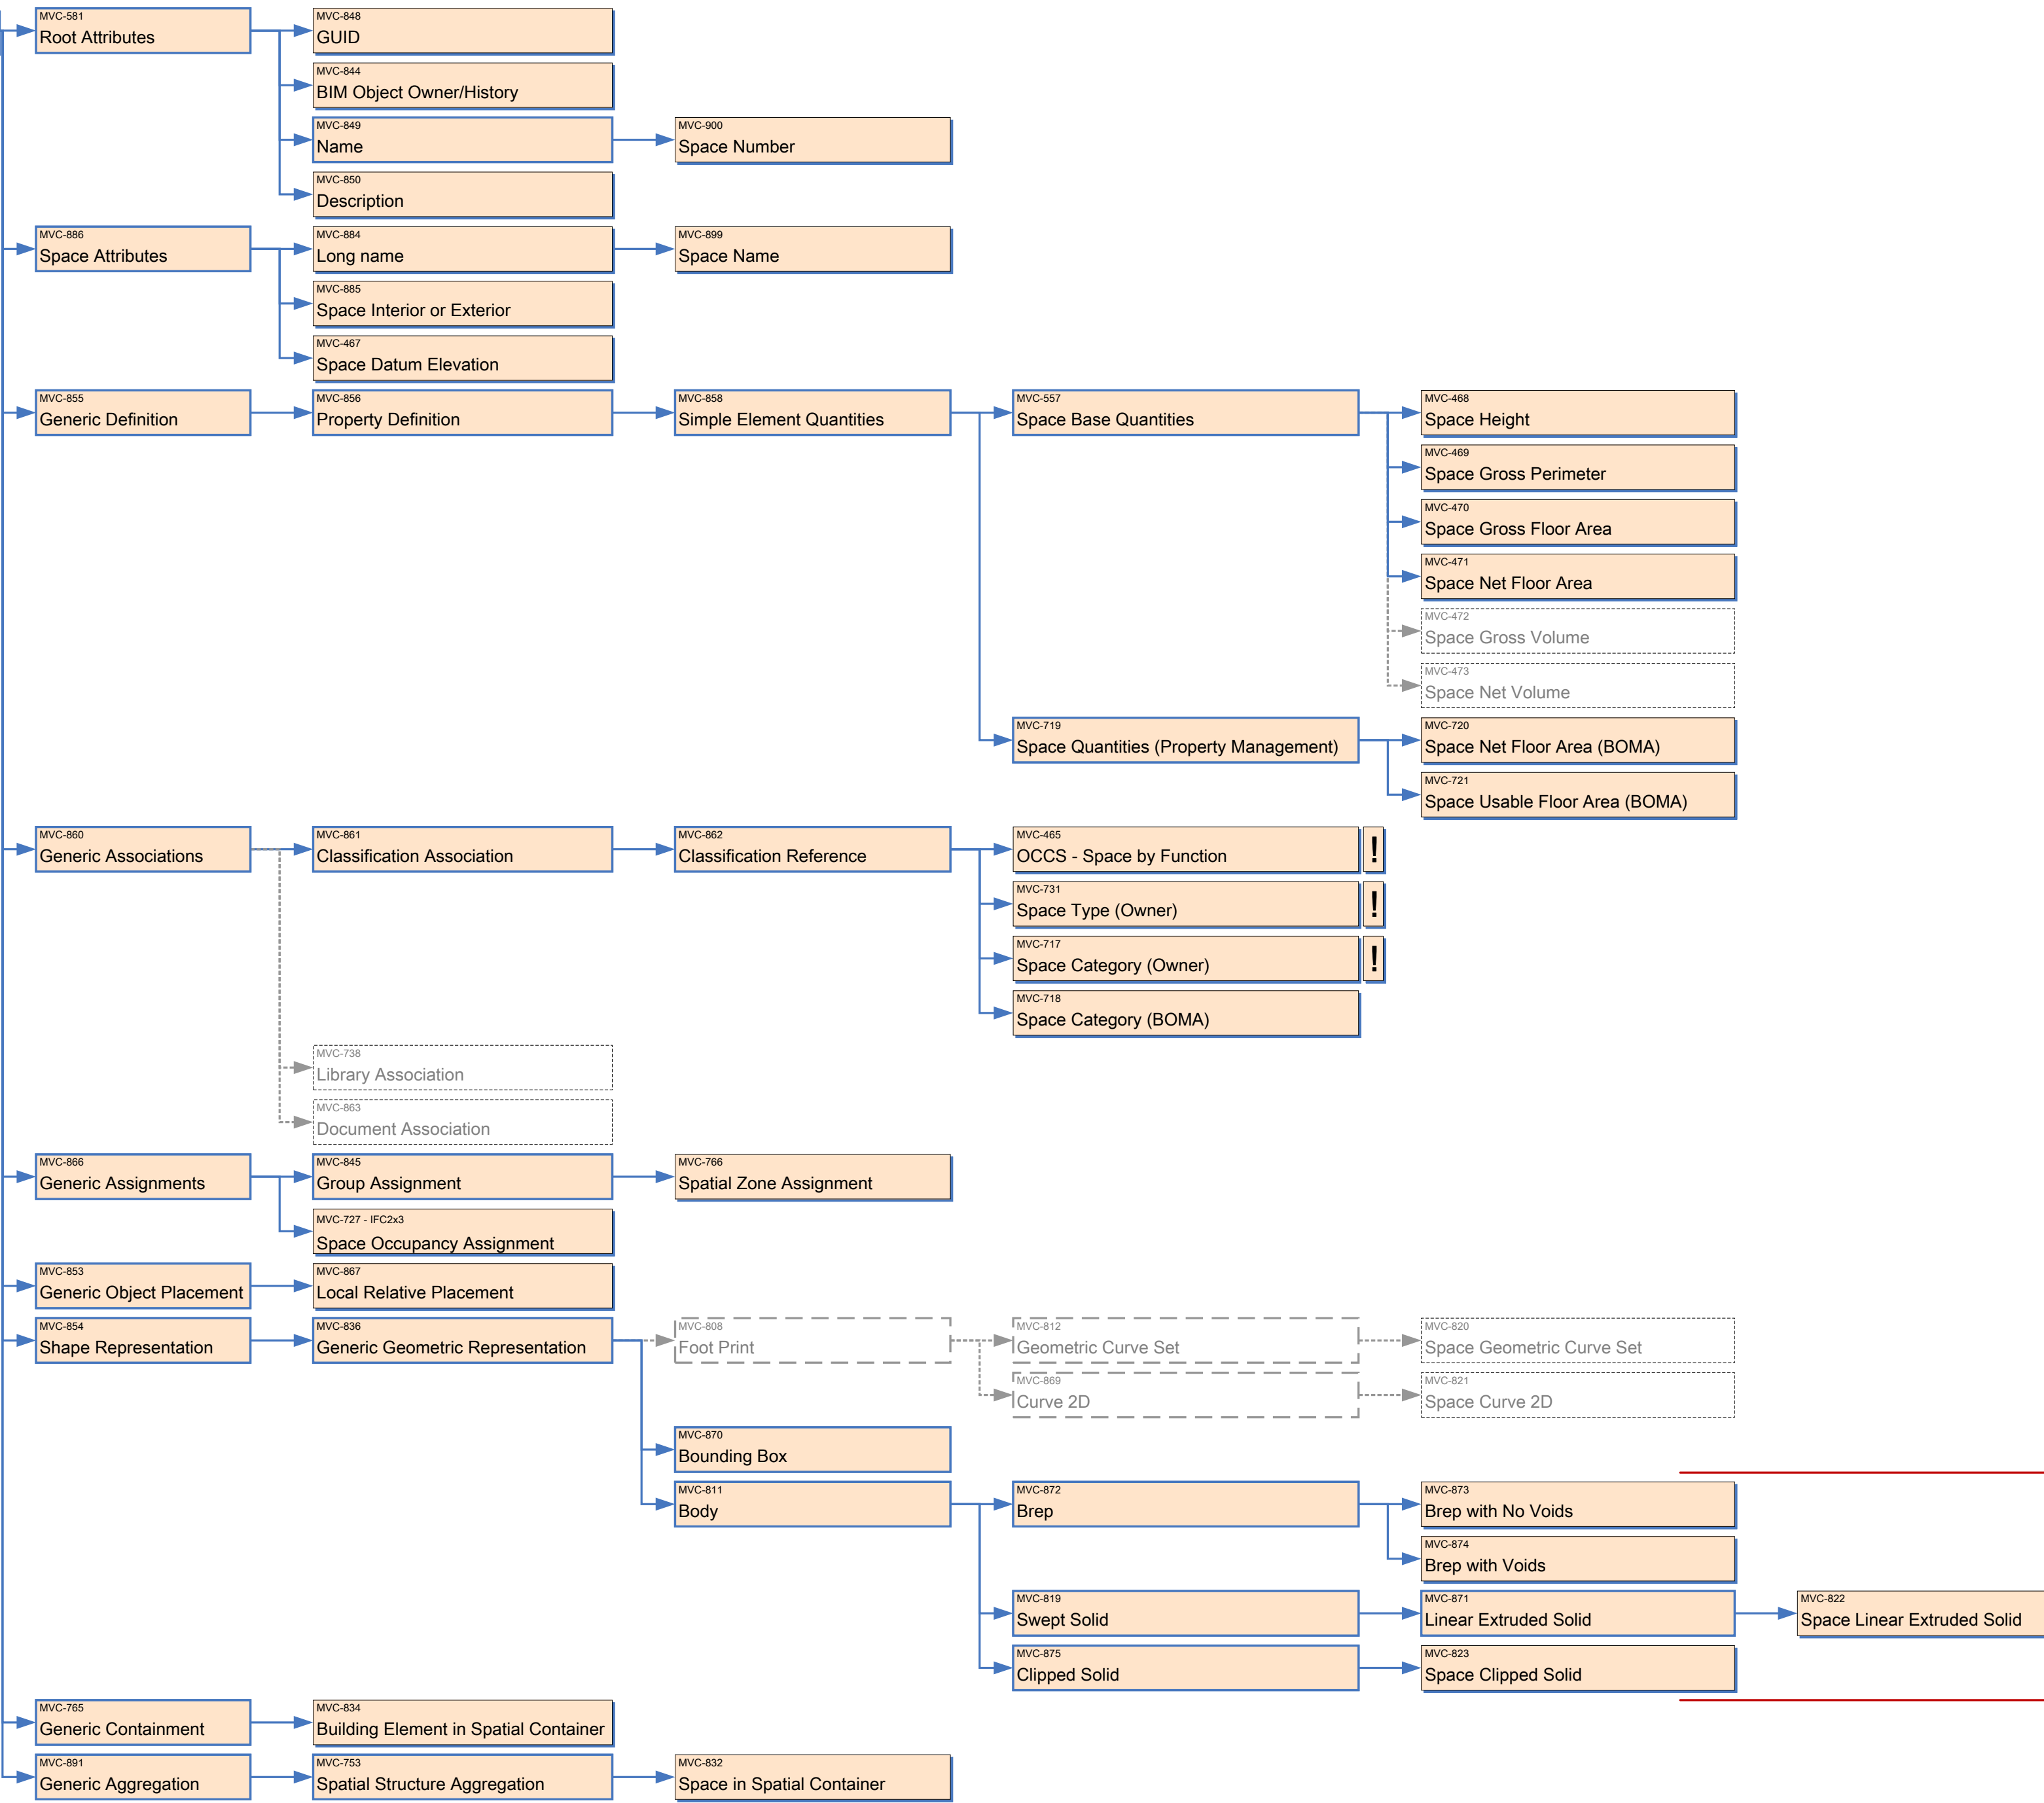 MVC-581
Root Attributes
MVC-848
GUID
MVC-844
BIM Object Owner/History
MVC-849
Name
MVC-900
Space Number
MVC-850
Description
MVC-886
Space Attributes
MVC-884
Long name
MVC-899
Space Name
MVC-885
Space Interior or Exterior
MVC-467
Space Datum Elevation
MVC-855
Generic Definition
MVC-856
Property Definition
MVC-858
Simple Element Quantities
MVC-557
Space Base Quantities
MVC-468
Space Height
MVC-469
Space Gross Perimeter
MVC-470
Space Gross Floor Area
MVC-471
Space Net Floor Area
MVC-472
Space Gross Volume
MVC-473
Space Net Volume
MVC-719
Space Quantities (Property Management)
MVC-720
Space Net Floor Area (BOMA)
MVC-721
Space Usable Floor Area (BOMA)
MVC-860
Generic Associations
MVC-861
Classification Association
MVC-862
Classification Reference
MVC-465
OCCS - Space by Function
!
MVC-731
Space Type (Owner)
!
MVC-717
Space Category (Owner)
!
MVC-718
Space Category (BOMA)
MVC-738
Library Association
MVC-863
Document Association
MVC-866
Generic Assignments
MVC-845
Group Assignment
MVC-766
Spatial Zone Assignment
MVC-727 - IFC2x3
Space Occupancy Assignment
MVC-853
Generic Object Placement
MVC-867
Local Relative Placement
MVC-854
Shape Representation
MVC-836
Generic Geometric Representation
MVC-808
Foot Print
MVC-812
Geometric Curve Set
MVC-820
Space Geometric Curve Set
MVC-869
Curve 2D
MVC-821
Space Curve 2D
MVC-870
Bounding Box
MVC-811
Body
MVC-872
Brep
MVC-873
Brep with No Voids
MVC-874
Brep with Voids
MVC-819
Swept Solid
MVC-871
Linear Extruded Solid
MVC-822
Space Linear Extruded Solid
MVC-875
Clipped Solid
MVC-823
Space Clipped Solid
MVC-765
Generic Containment
MVC-834
Building Element in Spatial Container
MVC-891
Generic Aggregation
MVC-753
Spatial Structure Aggregation
MVC-832
Space in Spatial Container